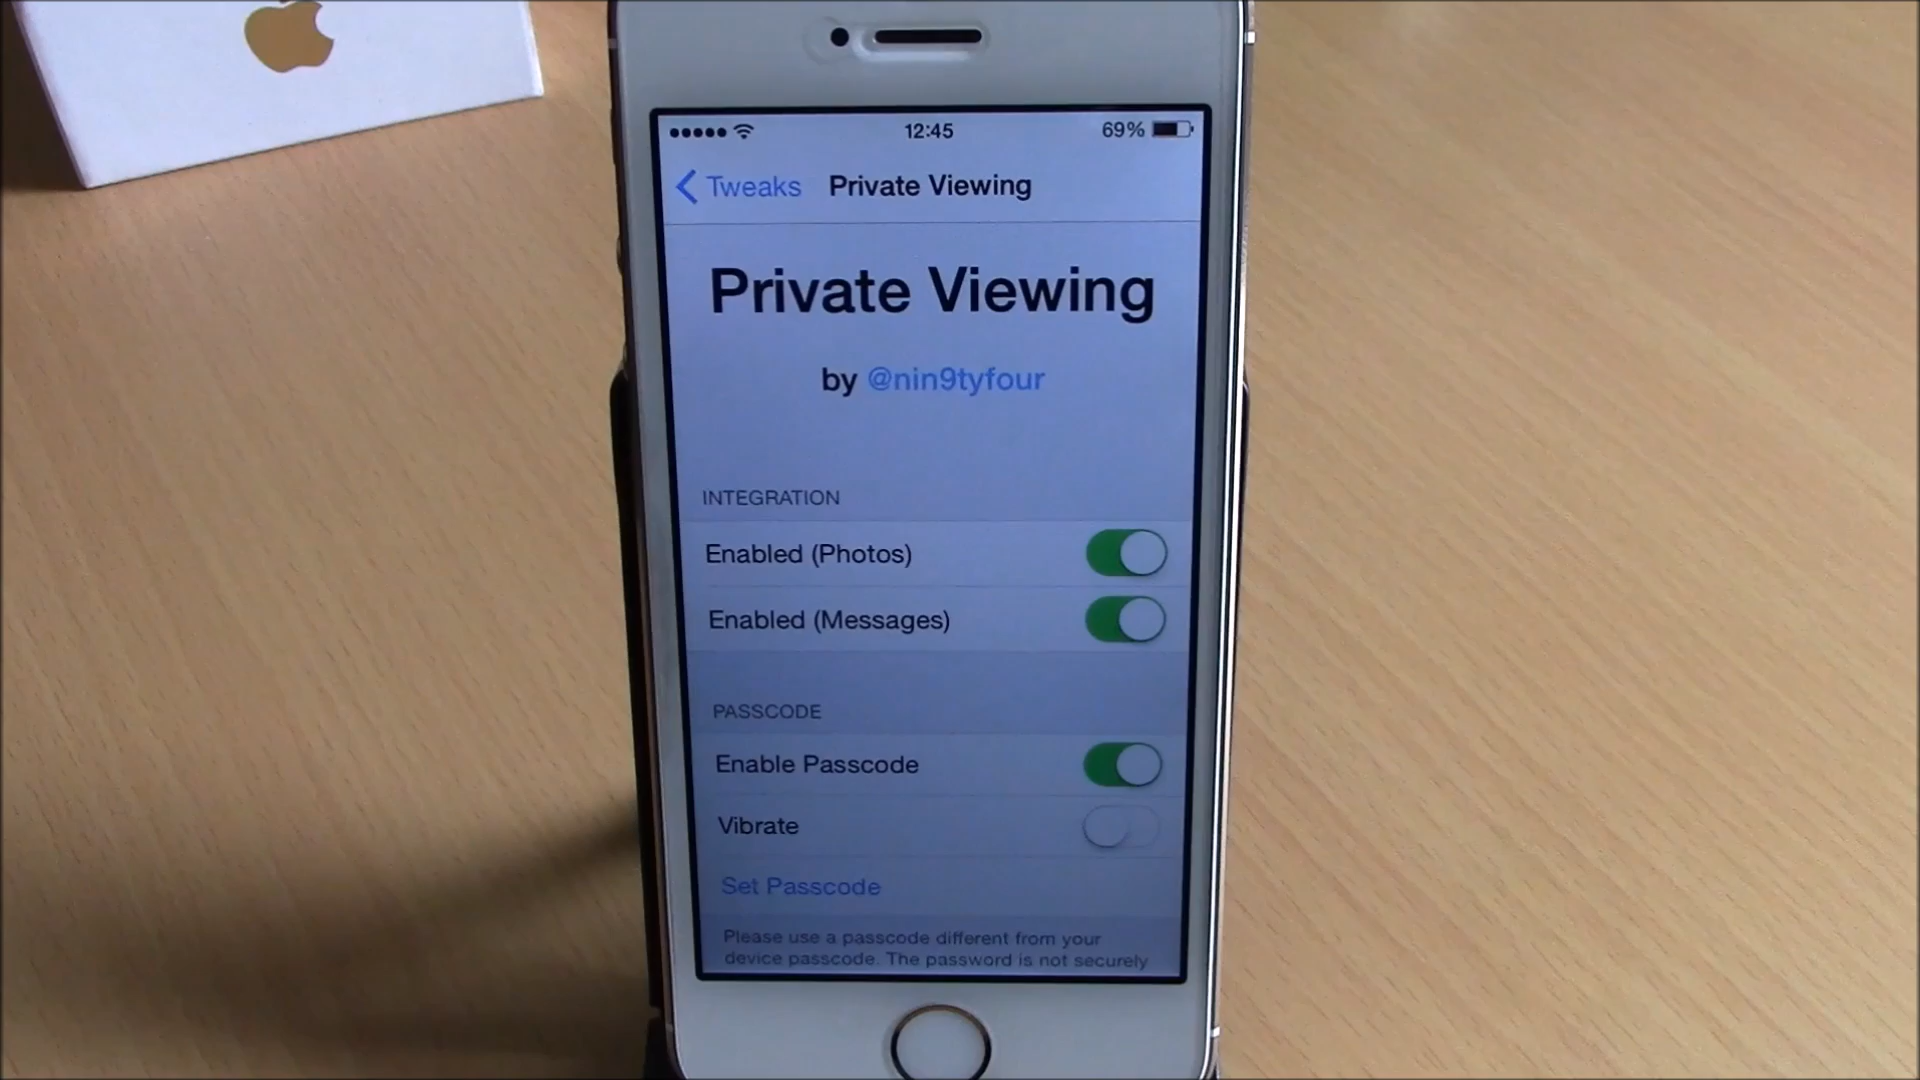 12:45
69%
Tweaks
Private Viewing
Private Viewing
by @nin9tyfour
INTEGRATION
Enabled (Photos)
Enabled (Messages)
PASSCODE
Enable Passcode
Vibrate
Set Passcode
Please use a passcode different from your
device passcode. The password is not securely